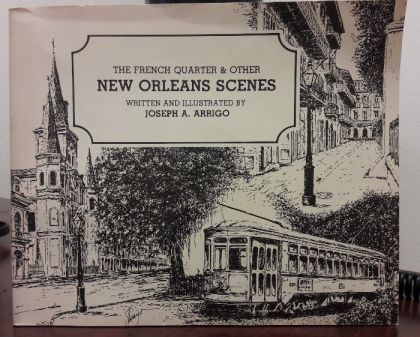 THE FRENCH QUARTER & OTHER
NEW ORLEANS SCENES
WRITTEN AND ILLUSTRATED BY
JOSEPH A. ARRIGO